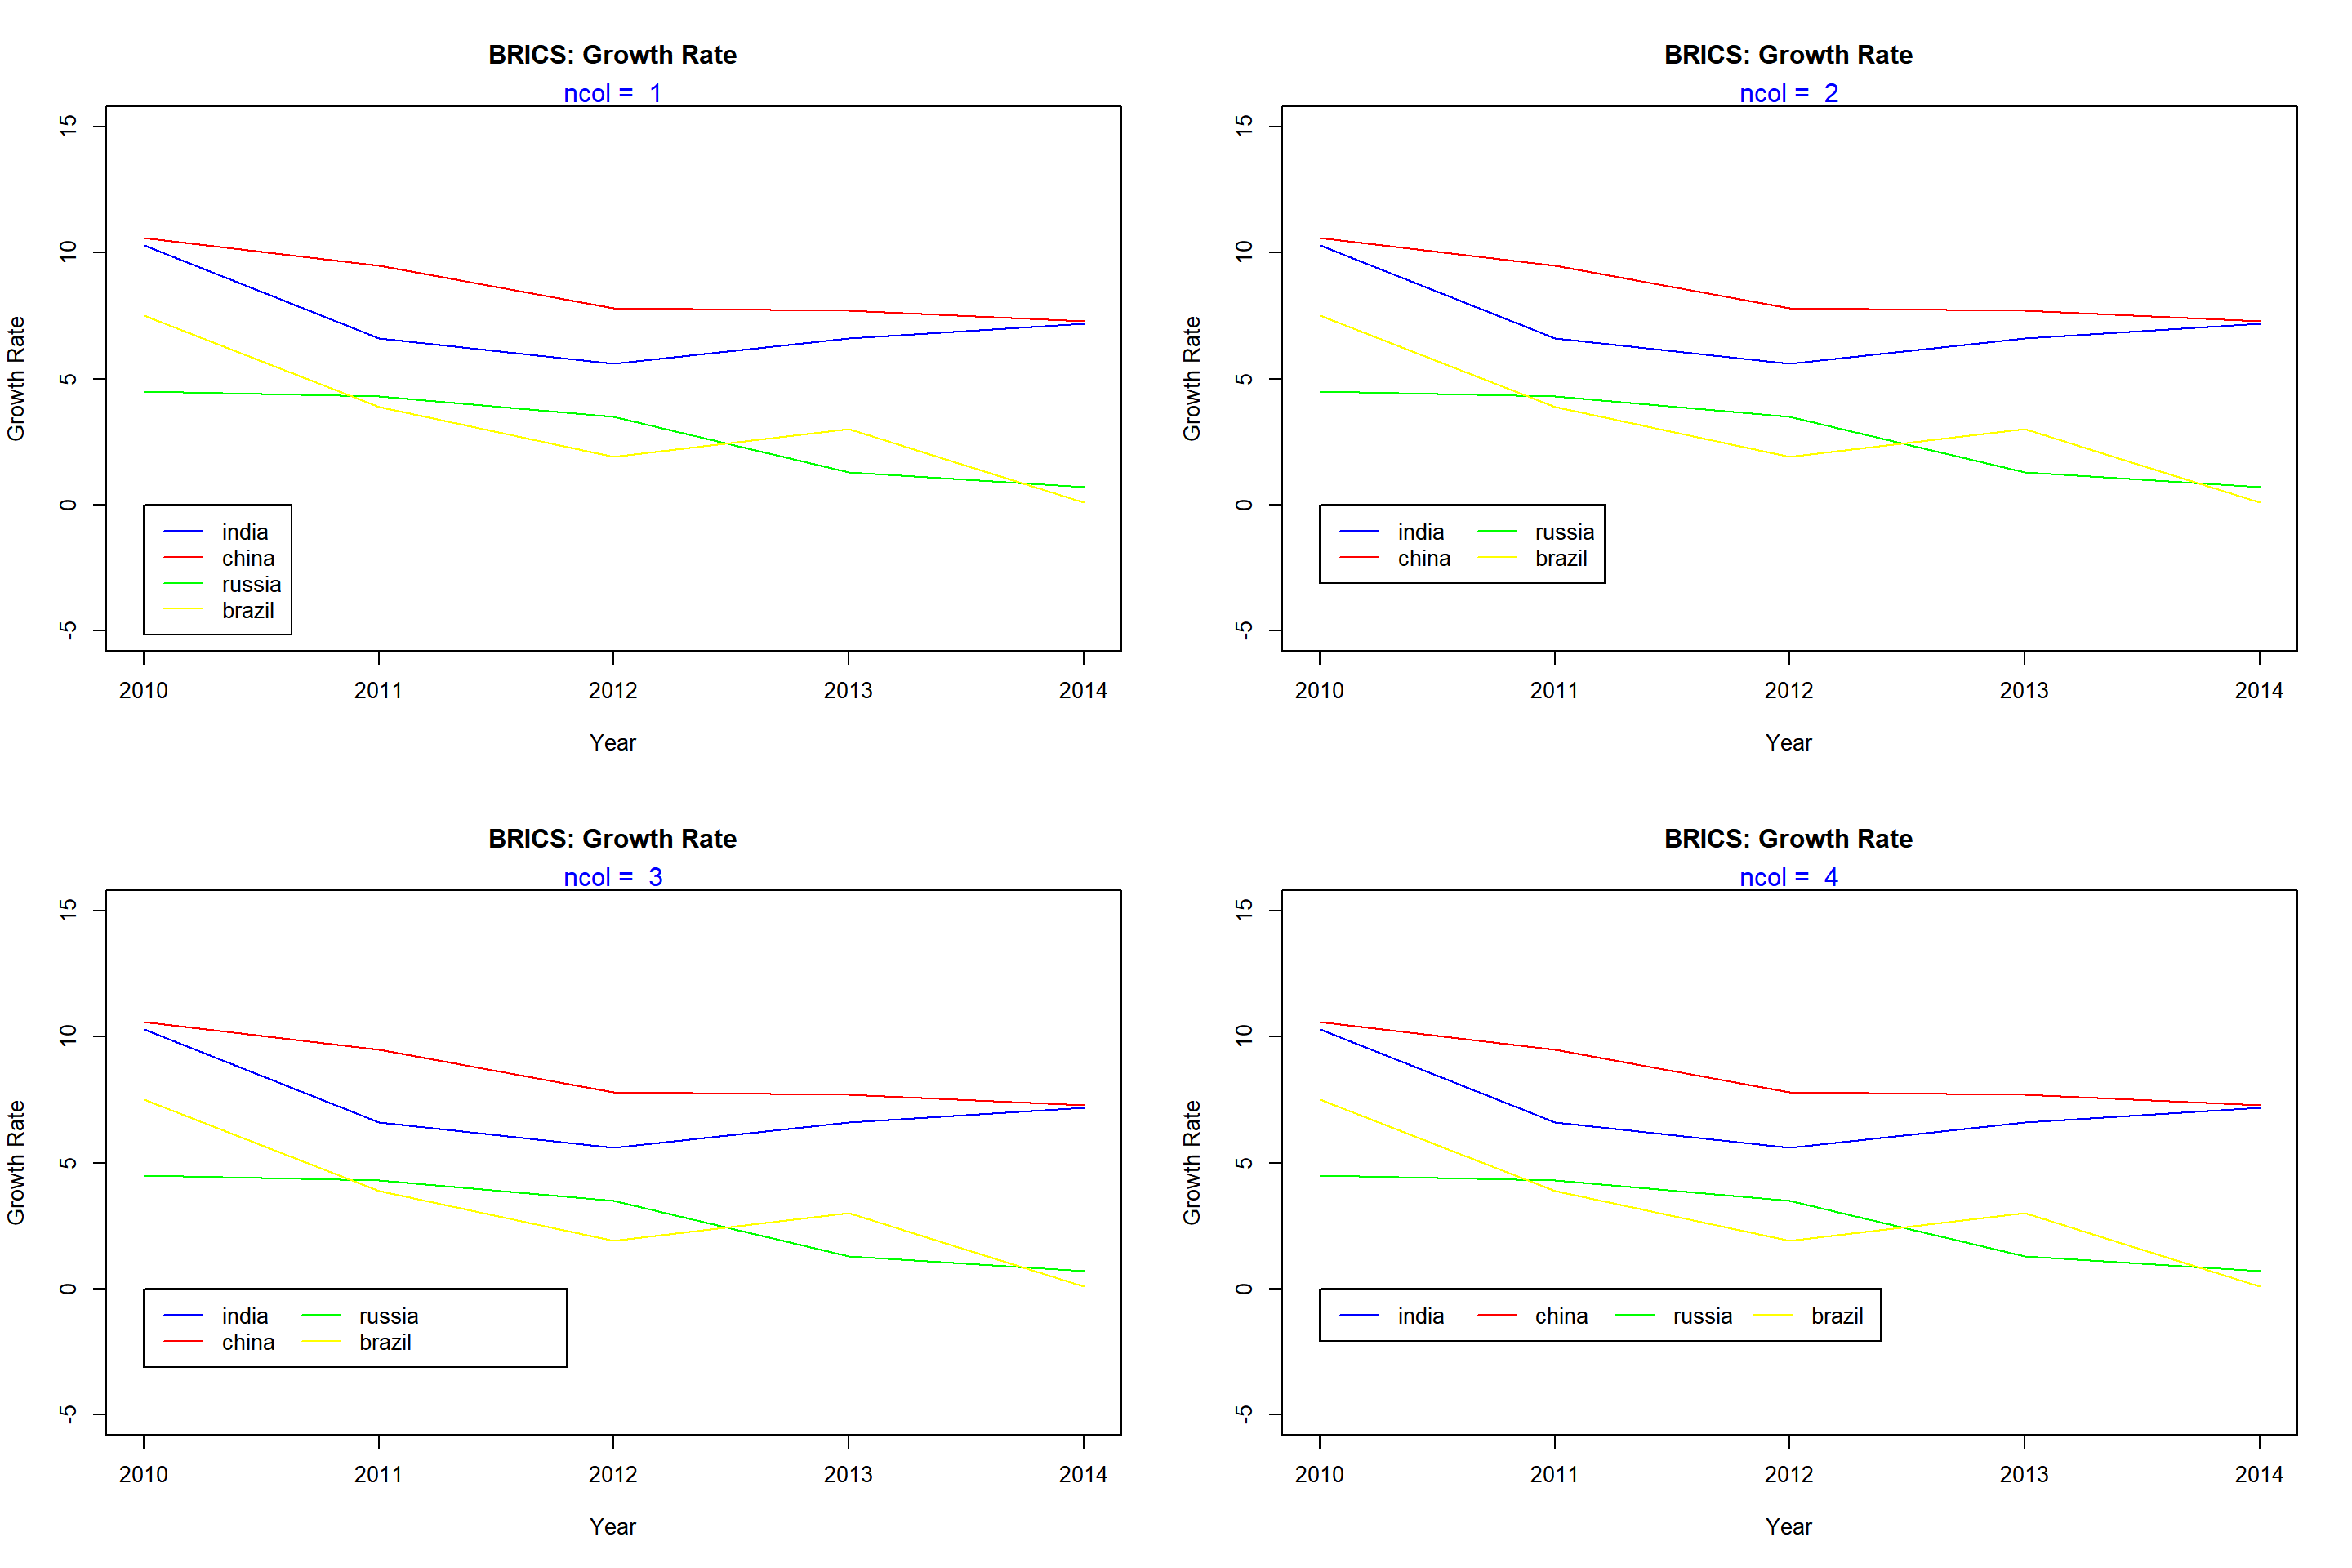 BRICS: Growth Rate
ncol =  1
15
10
5
0
-5
Growth Rate
india
china
russia
brazil
2010 2011 2012 2013 2014
Year
BRICS: Growth Rate
ncol =  2
15
10
5
0
-5
Growth Rate
india russia
china brazil
2010 2011 2012 2013 2014
Year
BRICS: Growth Rate
ncol =  3
15
10
5
0
-5
Growth Rate
india russia
china brazil
2010 2011 2012 2013 2014
Year
BRICS: Growth Rate
ncol =  4
15
10
5
0
-5
Growth Rate
india china russia brazil
2010 2011 2012 2013 2014
Year